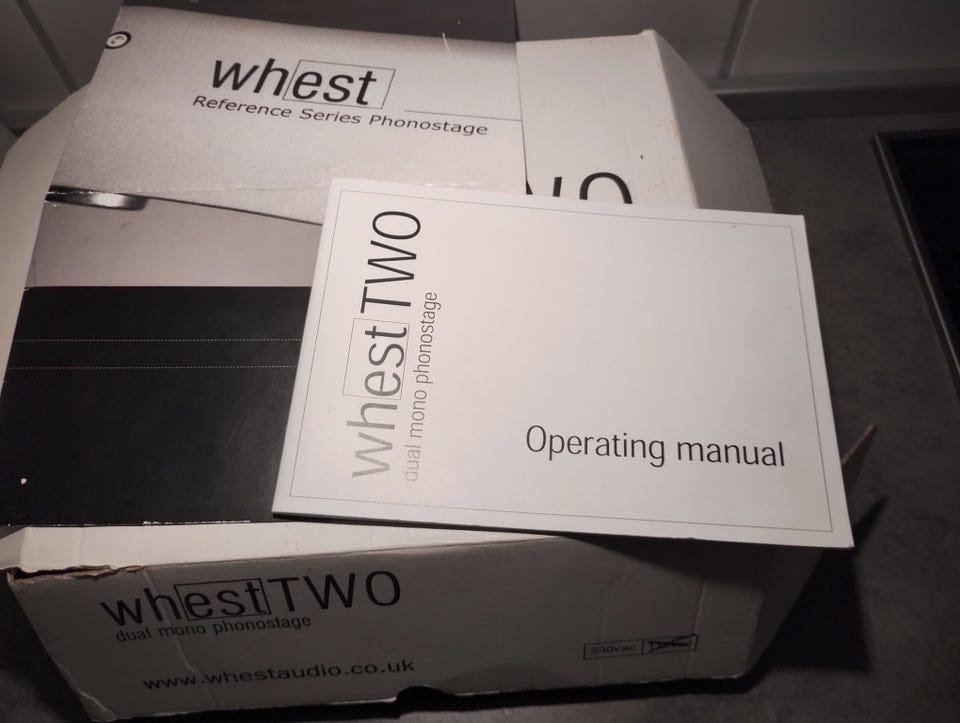 whest
Reference Series Phonostage
whest TWO
dual mono phonostage
Operating manual
whestTWO
dual mono phonostage
www.whestaudio.co.uk
230vac